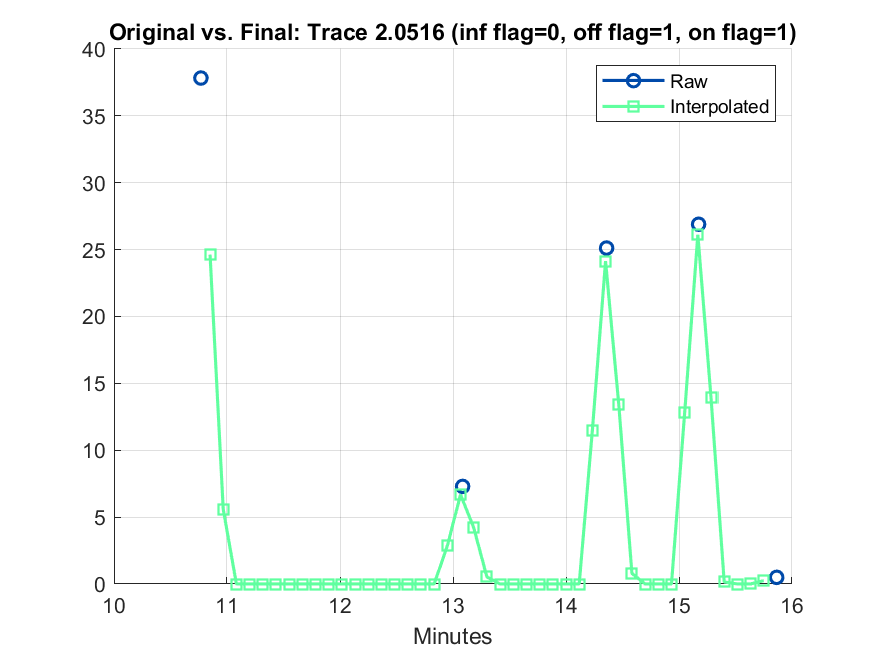 Original vs. Final: Trace 2.0516 (inf flag=0, off flag=1, on flag=1)
40
35
30
25
20
15
10
5
0
Raw
Interpolated
10 11 12 13 14 15 16
Minutes